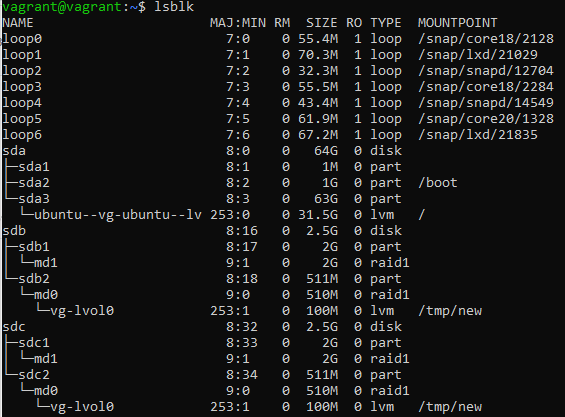 vagrant@vagrant:~$ lsblk
NAME                      MAJ:MIN RM  SIZE RO TYPE  MOUNTPOINT
loop0                       7:0    0 55.4M  1 loop  /snap/core18/2128
loop1                       7:1    0 70.3M  1 loop  /snap/lxd/21029
loop2                       7:2    0 32.3M  1 loop  /snap/snapd/12704
loop3                       7:3    0 55.5M  1 loop  /snap/core18/2284
loop4                       7:4    0 43.4M  1 loop  /snap/snapd/14549
loop5                       7:5    0 61.9M  1 loop  /snap/core20/1328
loop6                       7:6    0 67.2M  1 loop  /snap/lxd/21835
sda                         8:0    0   64G  0 disk
├─sda1                      8:1    0    1M  0 part
├─sda2                      8:2    0    1G  0 part  /boot
└─sda3                      8:3    0   63G  0 part
  └─ubuntu--vg-ubuntu--lv 253:0    0 31.5G  0 lvm   /
sdb                         8:16   0  2.5G  0 disk
├─sdb1                      8:17   0    2G  0 part
│ └─md1                     9:1    0    2G  0 raid1
└─sdb2                      8:18   0  511M  0 part
  └─md0                     9:0    0  510M  0 raid1
    └─vg-lvol0            253:1    0  100M  0 lvm   /tmp/new
sdc                         8:32   0  2.5G  0 disk
├─sdc1                      8:33   0    2G  0 part
│ └─md1                     9:1    0    2G  0 raid1
└─sdc2                      8:34   0  511M  0 part
  └─md0                     9:0    0  510M  0 raid1
    └─vg-lvol0            253:1    0  100M  0 lvm   /tmp/new